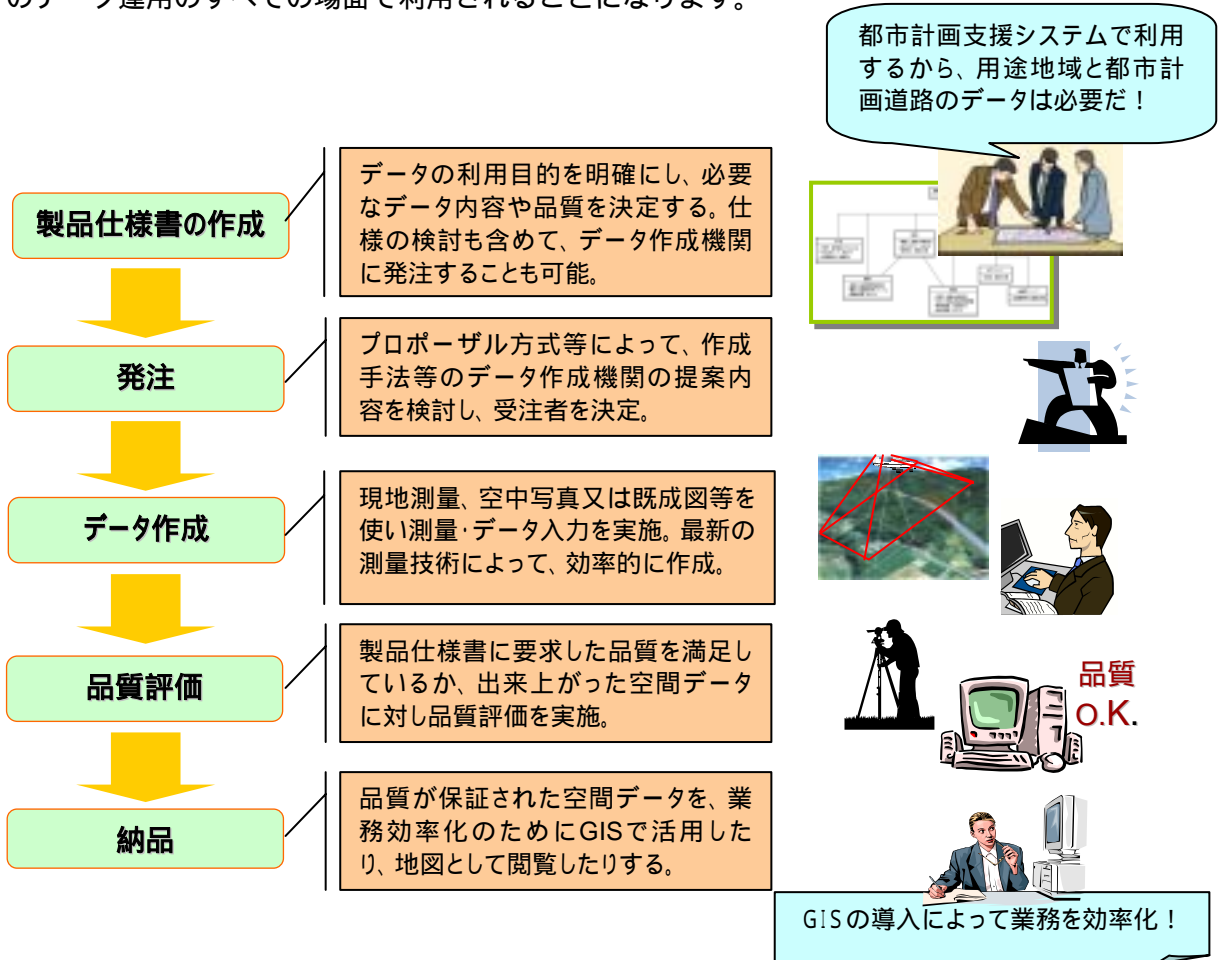 のデータ運用のすべての場面で利用されることになります。
都市計画支援システムで利用
するから、用途地域と都市計
画道路のデータは必要だ！
製品仕様書の作成
データの利用目的を明確にし、必要
なデータ内容や品質を決定する。仕
様の検討も含めて、データ作成機関
に発注することも可能。
発注
プロポーザル方式等によって、作成
手法等のデータ作成機関の提案内
容を検討し、受注者を決定。
データ作成
現地測量、空中写真又は既成図等を
使い測量・データ入力を実施。最新の
測量技術によって、効率的に作成。
品質評価
製品仕様書に要求した品質を満足し
ているか、出来上がった空間データ
に対し品質評価を実施。
品質
O.K.
納品
品質が保証された空間データを、業
務効率化のためにGISで活用した
り、地図として閲覧したりする。
GISの導入によって業務を効率化！